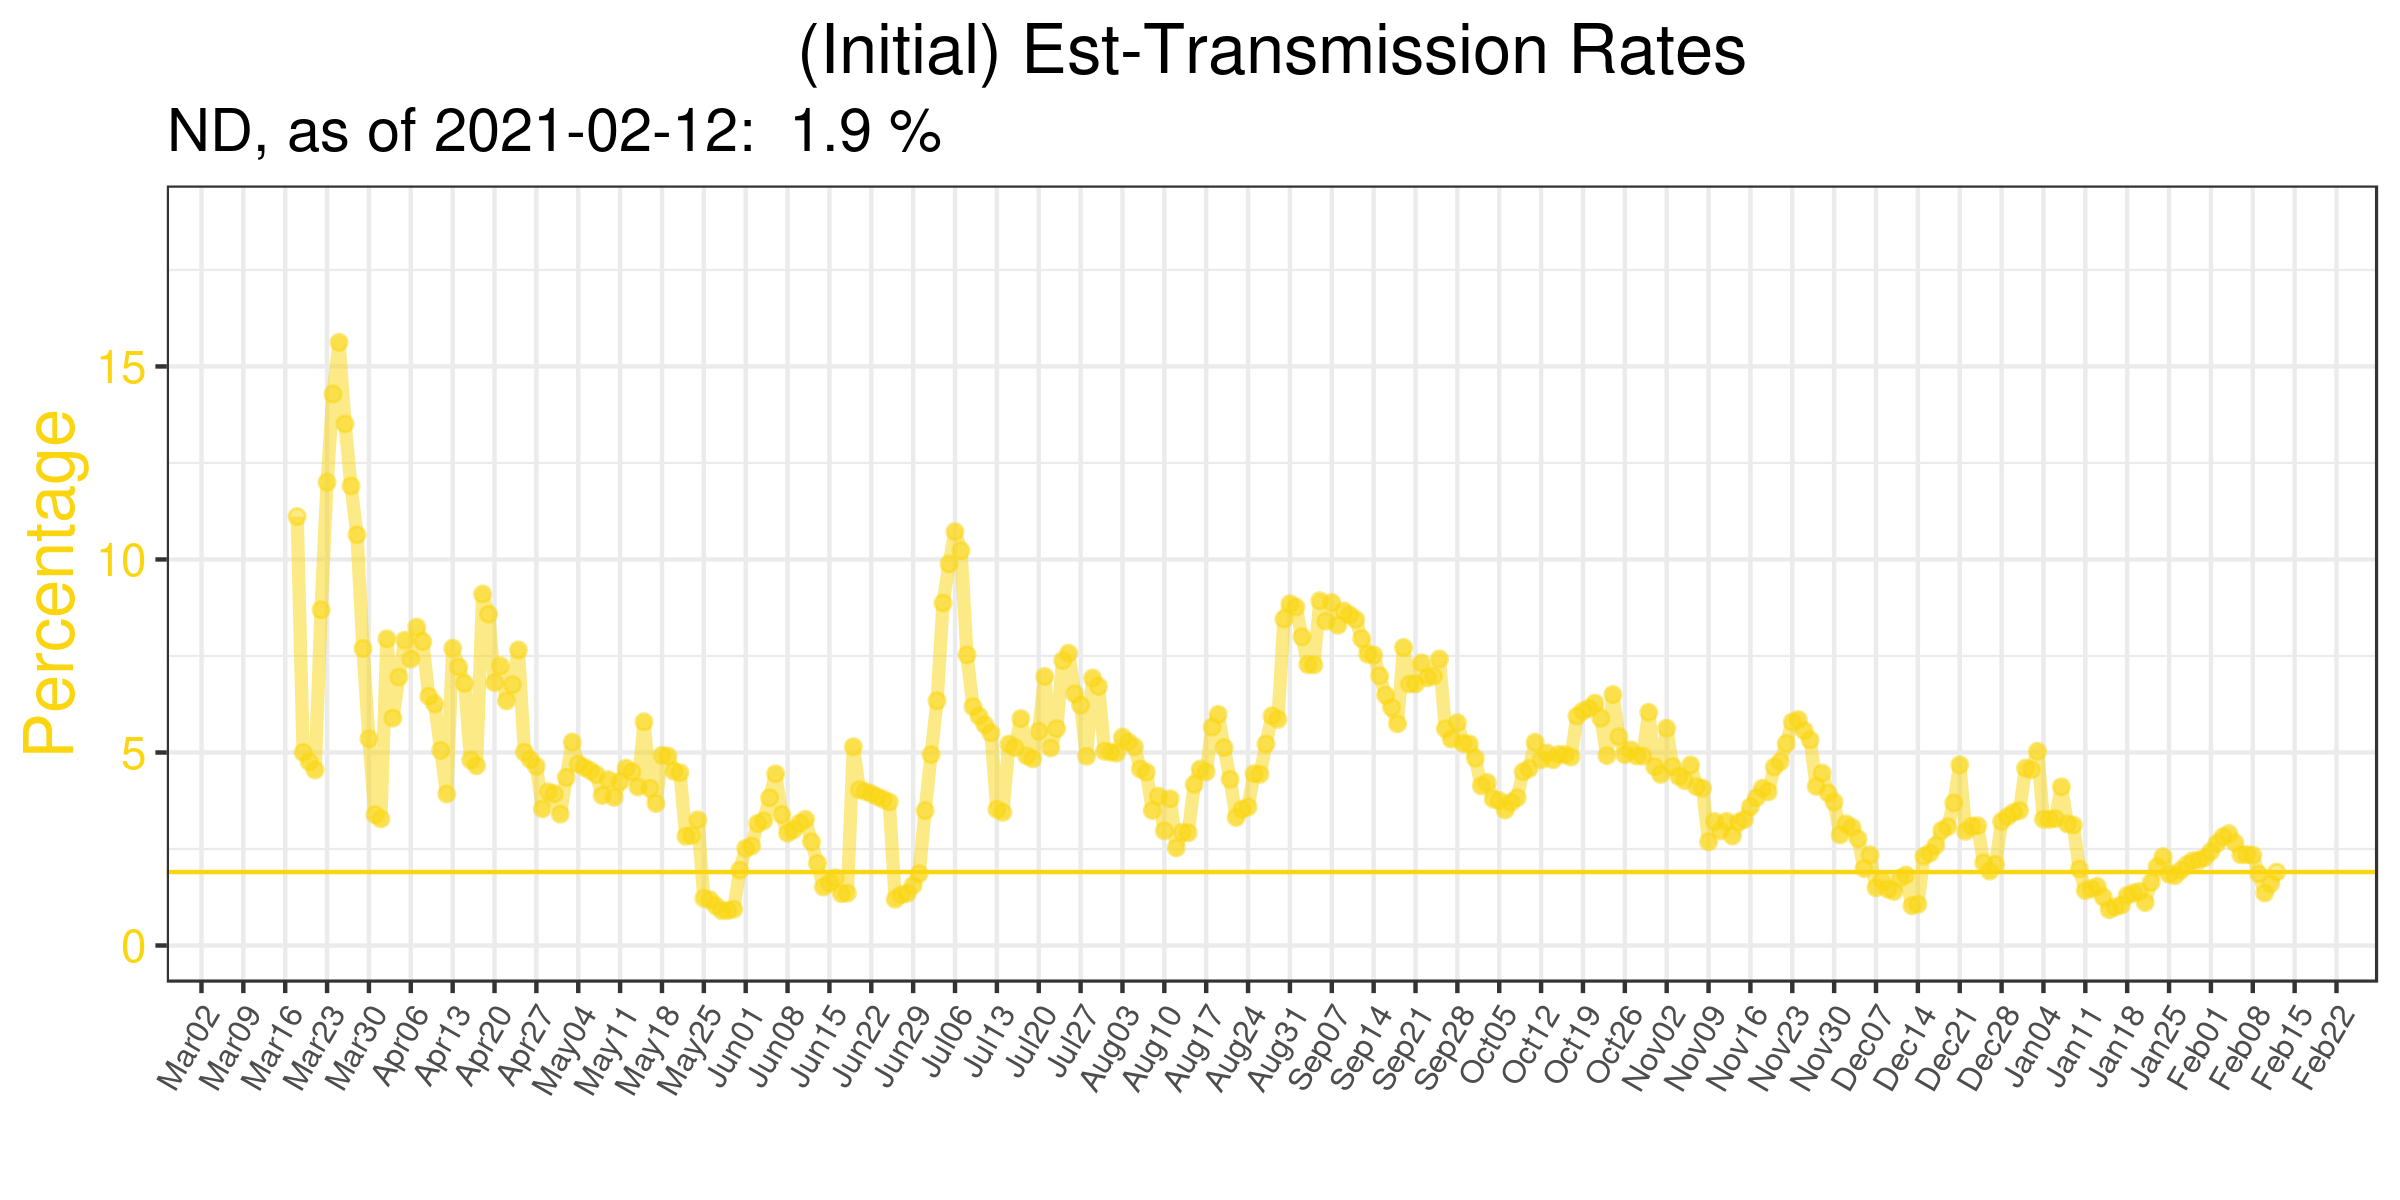 (Initial) Est-Transmission Rates
ND, as of 2021-02-12:  1.9 %
Percentage
15
10
5
0
Mar02
Mar09
Mar16
Mar23
Mar30
Apr06
Apr13
Apr20
Apr27
May04
May11
May18
May25
Jun01
Jun08
Jun15
Jun22
Jun29
Jul06
Jul13
Jul20
Jul27
Aug03
Aug10
Aug17
Aug24
Aug31
Sep07
Sep14
Sep21
Sep28
Oct05
Oct12
Oct19
Oct26
Nov02
Nov09
Nov16
Nov23
Nov30
Dec07
Dec14
Dec21
Dec28
Jan04
Jan11
Jan18
Jan25
Feb01
Feb08
Feb15
Feb22